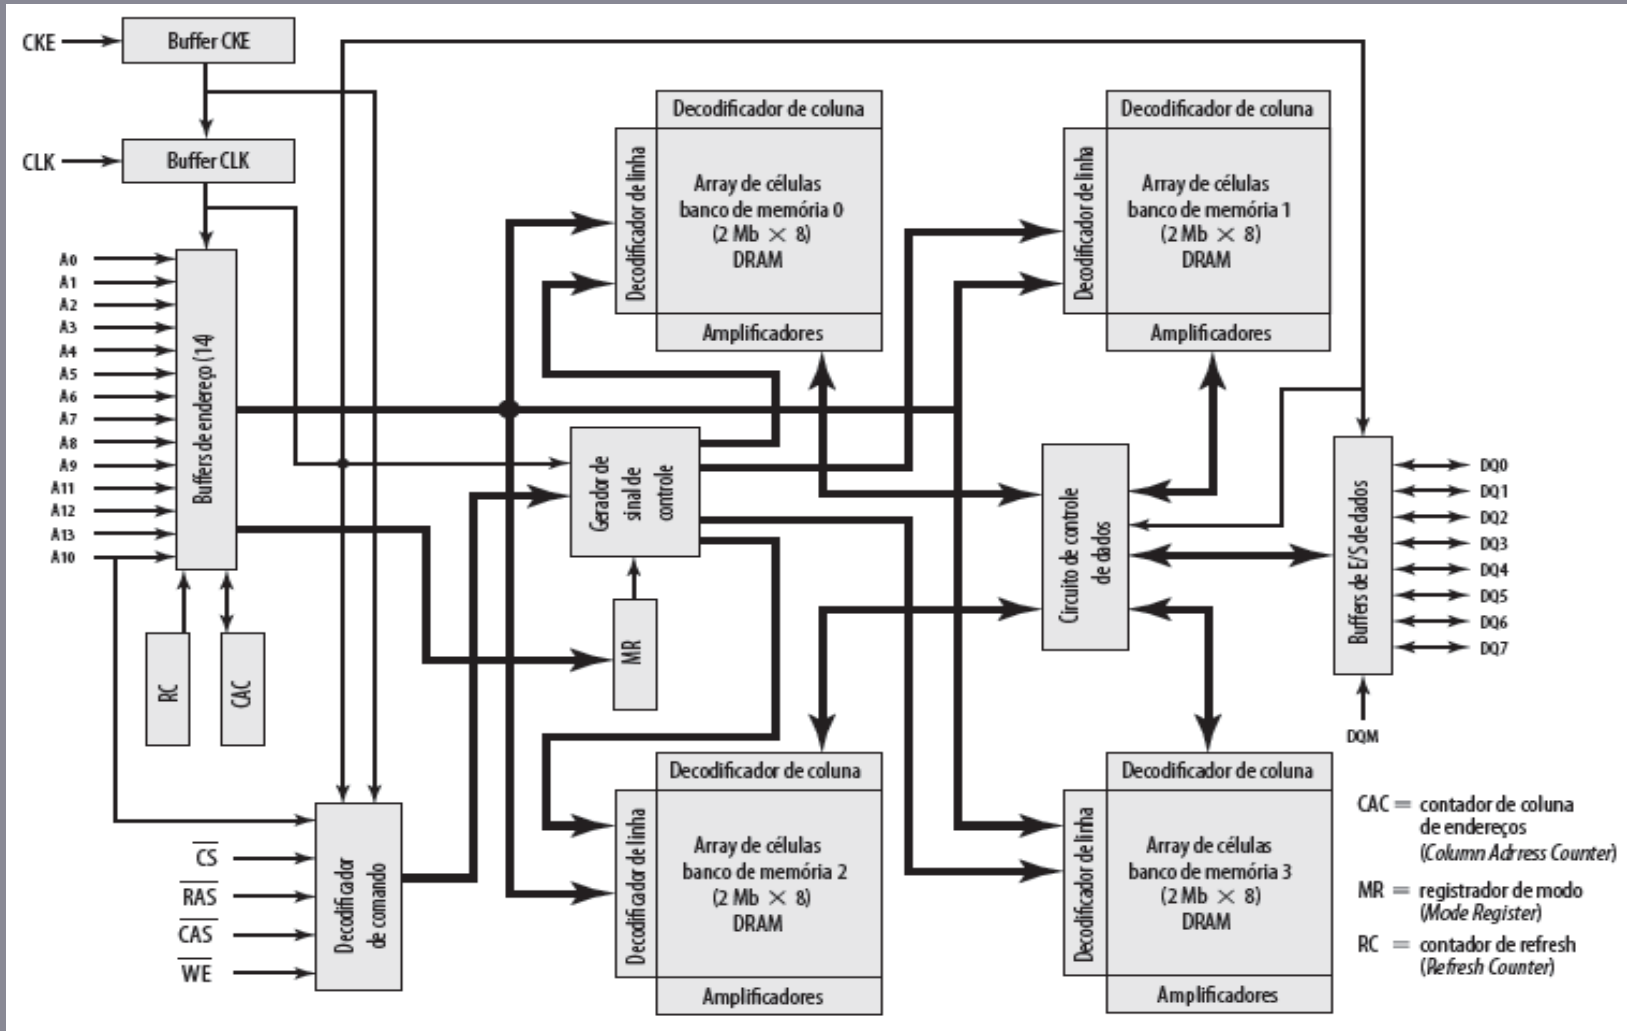 CKE
Buffer CKE
CLK
Buffer CLK
A0
A1
A2
A3
A4
A5
A6
A7
A8
A9
A11
A12
A13
A10
Buffers de endereço (14)
RC
CAC
CS
RAS
CAS
WE
Decodificador
de comando
Gerador de
sinal de
controle
MR
Decodificador de coluna
Decodificador de linha
Array de células
banco de memória 0
(2 Mb × 8)
DRAM
Amplificadores
Decodificador de coluna
Decodificador de linha
Array de células
banco de memória 1
(2 Mb × 8)
DRAM
Amplificadores
Decodificador de coluna
Decodificador de linha
Array de células
banco de memória 2
(2 Mb × 8)
DRAM
Amplificadores
Decodificador de coluna
Decodificador de linha
Array de células
banco de memória 3
(2 Mb × 8)
DRAM
Amplificadores
Circuito de controle
de dados
Buffers de E/S de dados
DQ0
DQ1
DQ2
DQ3
DQ4
DQ5
DQ6
DQ7
DQM
CAC = contador de coluna
de endereços
(Column Adrress Counter)
MR = registrador de modo
(Mode Register)
RC = contador de refresh
(Refresh Counter)